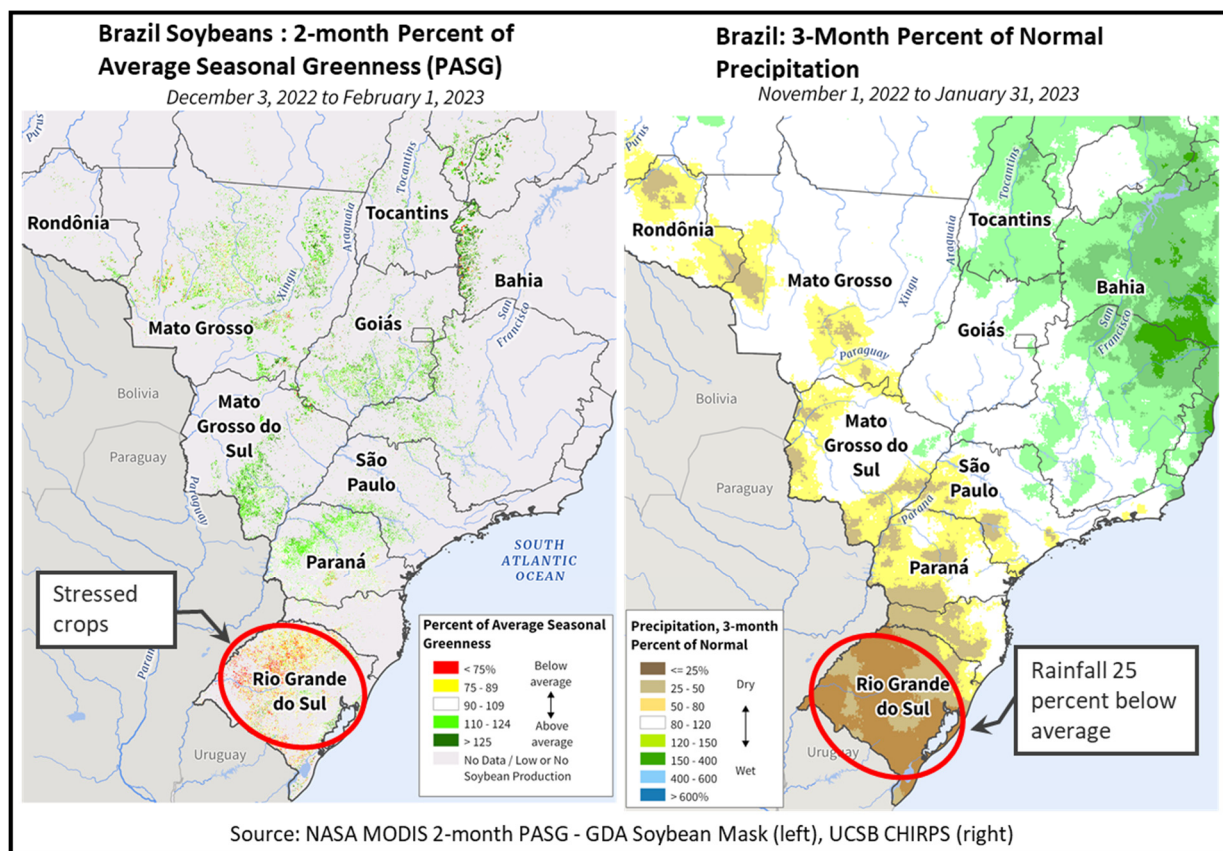 Brazil Soybeans : 2-month Percent of
Average Seasonal Greenness (PASG)
December 3, 2022 to February 1, 2023
Purus
Rondônia
Xingu
Mato Grosso
Araguaia
Tocantins
Tocantins
Bahia
San
Francisco
Goiás
Bolivia
Mato
Grosso do
Sul
Paraguay
Paraguay
São
Paulo
Paraná
SOUTH
ATLANTIC
OCEAN
Stressed
crops
Rio Grande
do Sul
Uruguay
Percent of Average Seasonal
Greenness
< 75%
75 - 89
90 - 109
110 - 124
> 125
Below
average
Above
average
No Data / Low or No
Soybean Production
Brazil: 3-Month Percent of Normal
Precipitation
November 1, 2022 to January 31, 2023
Purus
Rondônia
Mato Grosso
Xingu
Araguaia
Tocantins
Tocantins
Bahia
San
Francisco
Goiás
Paraguay
Bolivia
Mato
Grosso do
Sul
Paraguay
São
Paulo
Parana
Paraná
Rio Grande
do Sul
Uruguay
Rainfall 25
percent below
average
Precipitation, 3-month
Percent of Normal
<= 25%
25 - 50
50 - 80
80 - 120
120 - 150
150 - 400
400 - 600
> 600%
Dry
Wet
Source: NASA MODIS 2-month PASG - GDA Soybean Mask (left), UCSB CHIRPS (right)